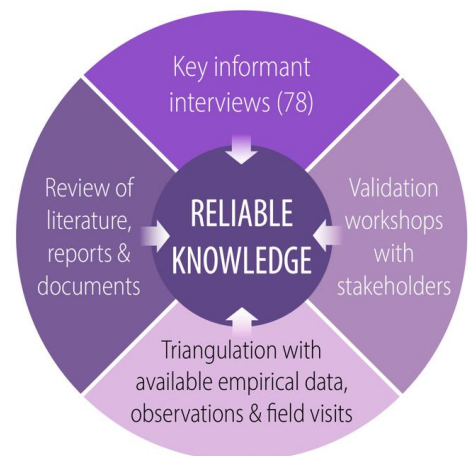 Key informant
interviews (78)
Review of
literature,
reports &
documents
RELIABLE
KNOWLEDGE
Validation
workshops
with
stakeholders
Triangulation with
available empirical data,
observations & field visits